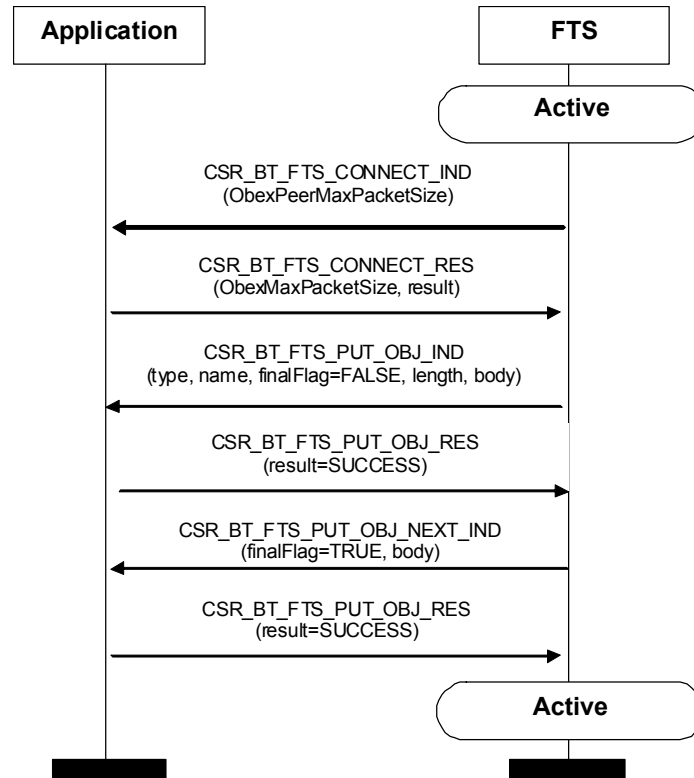 Application
FTS
Active
CSR_BT_FTS_CONNECT_IND
(ObexPeerMaxPacketSize)
CSR_BT_FTS_CONNECT_RES
(ObexMaxPacketSize, result)
CSR_BT_FTS_PUT_OBJ_IND
(type, name, finalFlag=FALSE, length, body)
CSR_BT_FTS_PUT_OBJ_RES
(result=SUCCESS)
CSR_BT_FTS_PUT_OBJ_NEXT_IND
(finalFlag=TRUE, body)
CSR_BT_FTS_PUT_OBJ_RES
(result=SUCCESS)
Active